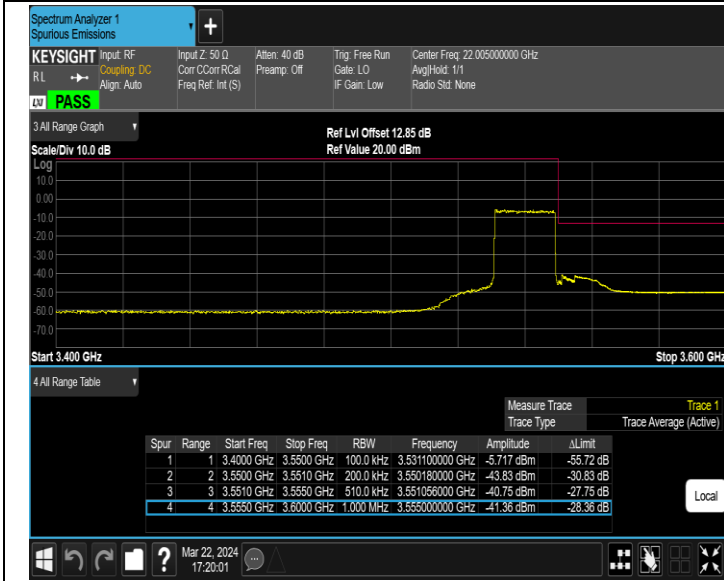 Spectrum Analyzer 1
Spurious Emissions
+
KEYSIGHT Input: RF Input Z: 50 Ω Atten: 40 dB Trig: Free Run Center Freq: 22.005000000 GHz
RL Coupling: DC Corr CCorr RCal Preamp: Off Gate: LO Avg|Hold: 1/1
Align: Auto Freq Ref: Int (S) IF Gain: Low Radio Std: None
LXI PASS
3 All Range Graph
Ref Lvl Offset 12.85 dB
Scale/Div 10.0 dB Ref Value 20.00 dBm
Log
10.0
0.00
-10.0
-20.0
-30.0
-40.0
-50.0
-60.0
-70.0
Start 3.400 GHz Stop 3.600 GHz
4 All Range Table
Measure Trace Trace 1
Trace Type Trace Average (Active)
Spur Range Start Freq Stop Freq RBW Frequency Amplitude ΔLimit
1 1 3.4000 GHz 3.5500 GHz 100.0 kHz 3.531100000 GHz -5.717 dBm -55.72 dB
2 2 3.5500 GHz 3.5510 GHz 200.0 kHz 3.550180000 GHz -43.83 dBm -30.83 dB
3 3 3.5510 GHz 3.5550 GHz 510.0 kHz 3.551056000 GHz -40.75 dBm -27.75 dB
4 4 3.5550 GHz 3.6000 GHz 1.000 MHz 3.555000000 GHz -41.36 dBm -28.36 dB
Local
? Mar 22, 2024
17:20:01